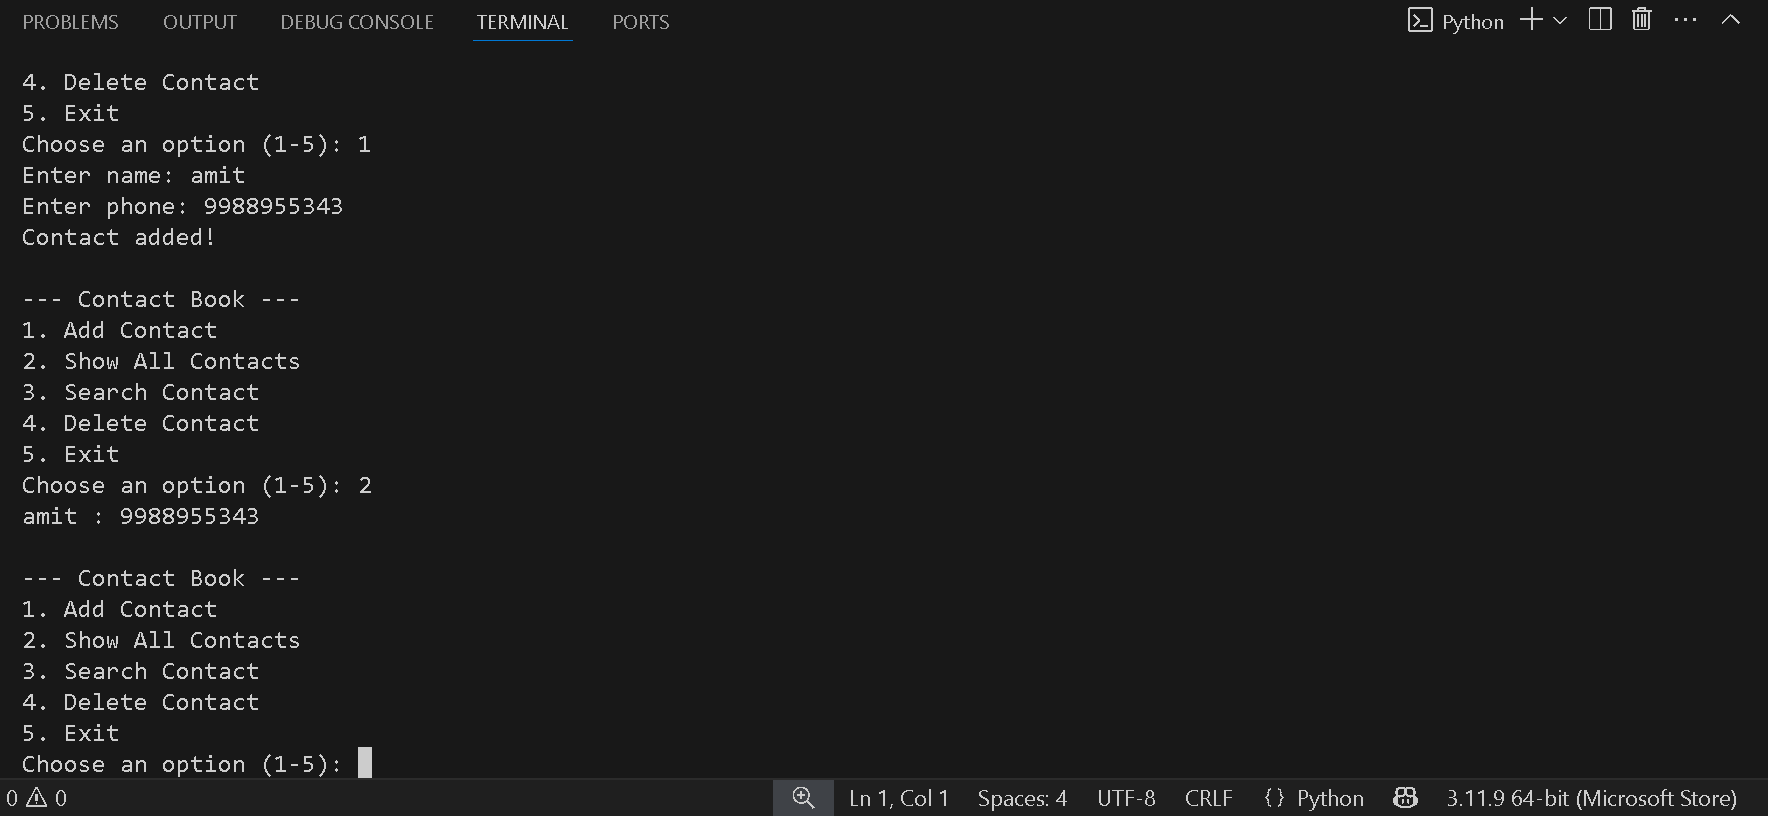 PROBLEMS OUTPUT DEBUG CONSOLE TERMINAL PORTS Python
4. Delete Contact
5. Exit
Choose an option (1-5): 1
Enter name: amit
Enter phone: 9988955343
Contact added!
--- Contact Book ---
1. Add Contact
2. Show All Contacts
3. Search Contact
4. Delete Contact
5. Exit
Choose an option (1-5): 2
amit : 9988955343
--- Contact Book ---
1. Add Contact
2. Show All Contacts
3. Search Contact
4. Delete Contact
5. Exit
Choose an option (1-5):
0 0 Ln 1, Col 1 Spaces: 4 UTF-8 CRLF {} Python 3.11.9 64-bit (Microsoft Store)